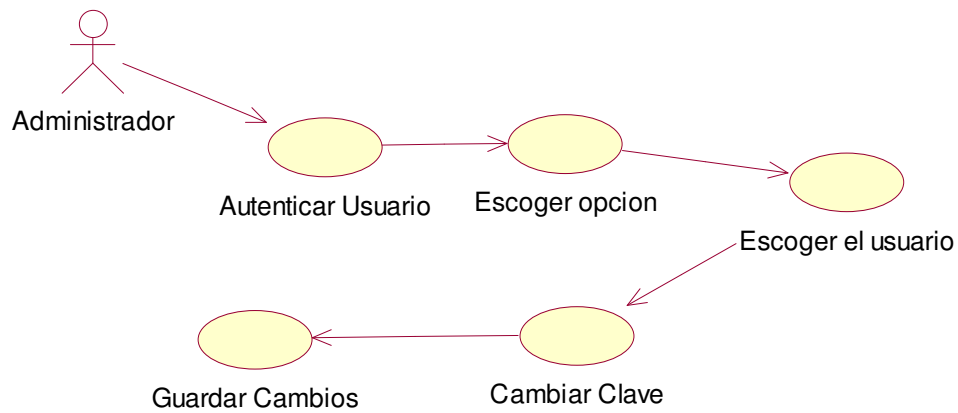 Administrador
Autenticar Usuario
Escoger opcion
Escoger el usuario
Guardar Cambios
Cambiar Clave